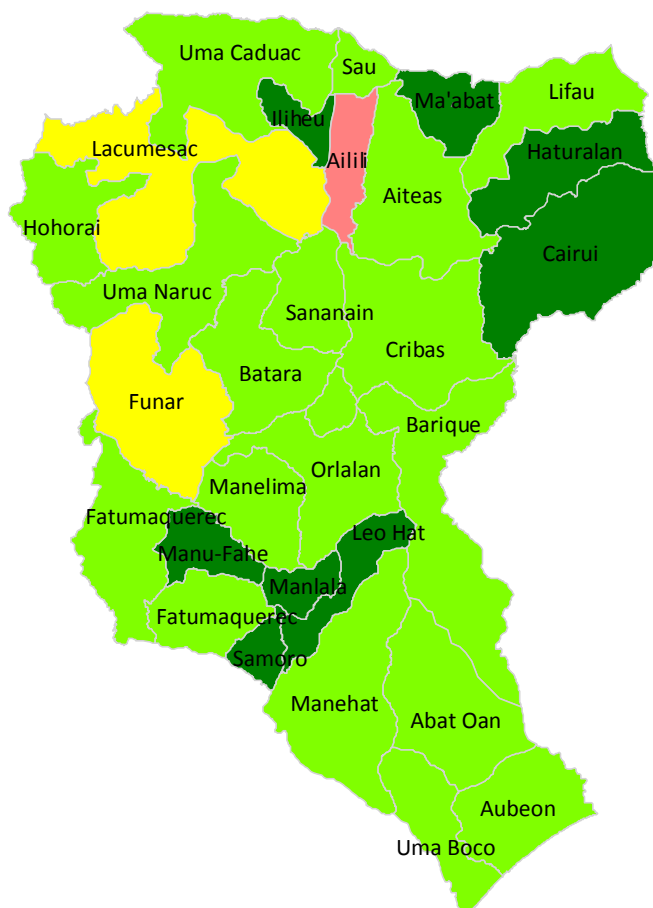 Uma Caduac
Sau
Ma'abat
Lifau
Iliheu
Lacumesac
Ailili
Haturalan
Aiteas
Hohorai
Cairui
Uma Naruc
Sananain
Cribas
Batara
Funar
Barique
Orlalan
Manelima
Fatumaquerec
Leo Hat
Manu-Fahe
Manlala
Fatumaquerec
Samoro
Manehat
Abat Oan
Aubeon
Uma Boco